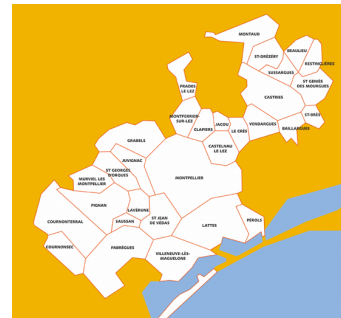 MONTAUD
ST-DRÉZÉRY
BEAULIEU
RESTINCLIÈRES
SUSSARGUES
ST GENIÈS
DES MOURGUES
CASTRIES
PRADES
LE LEZ
MONTFERRIER
SUR-LEZ
CLAPIERS
JACOU
LE CRÈS
VENDARGUES
ST-BRÈS
BAILLARGUES
CASTELNAU
LE LEZ
GRABELS
JUVIGNAC
ST GEORGES
D'ORQUES
MURVIEL LES
MONTPELLIER
MONTPELLIER
PIGNAN
LAVÉRUNE
COURNONTERRAL
SAUSSAN
ST JEAN
DE VÉDAS
LATTES
PÉROLS
COURNONSEC
FABRÈGUES
VILLENEUVE-LÈS-
MAGUELONE